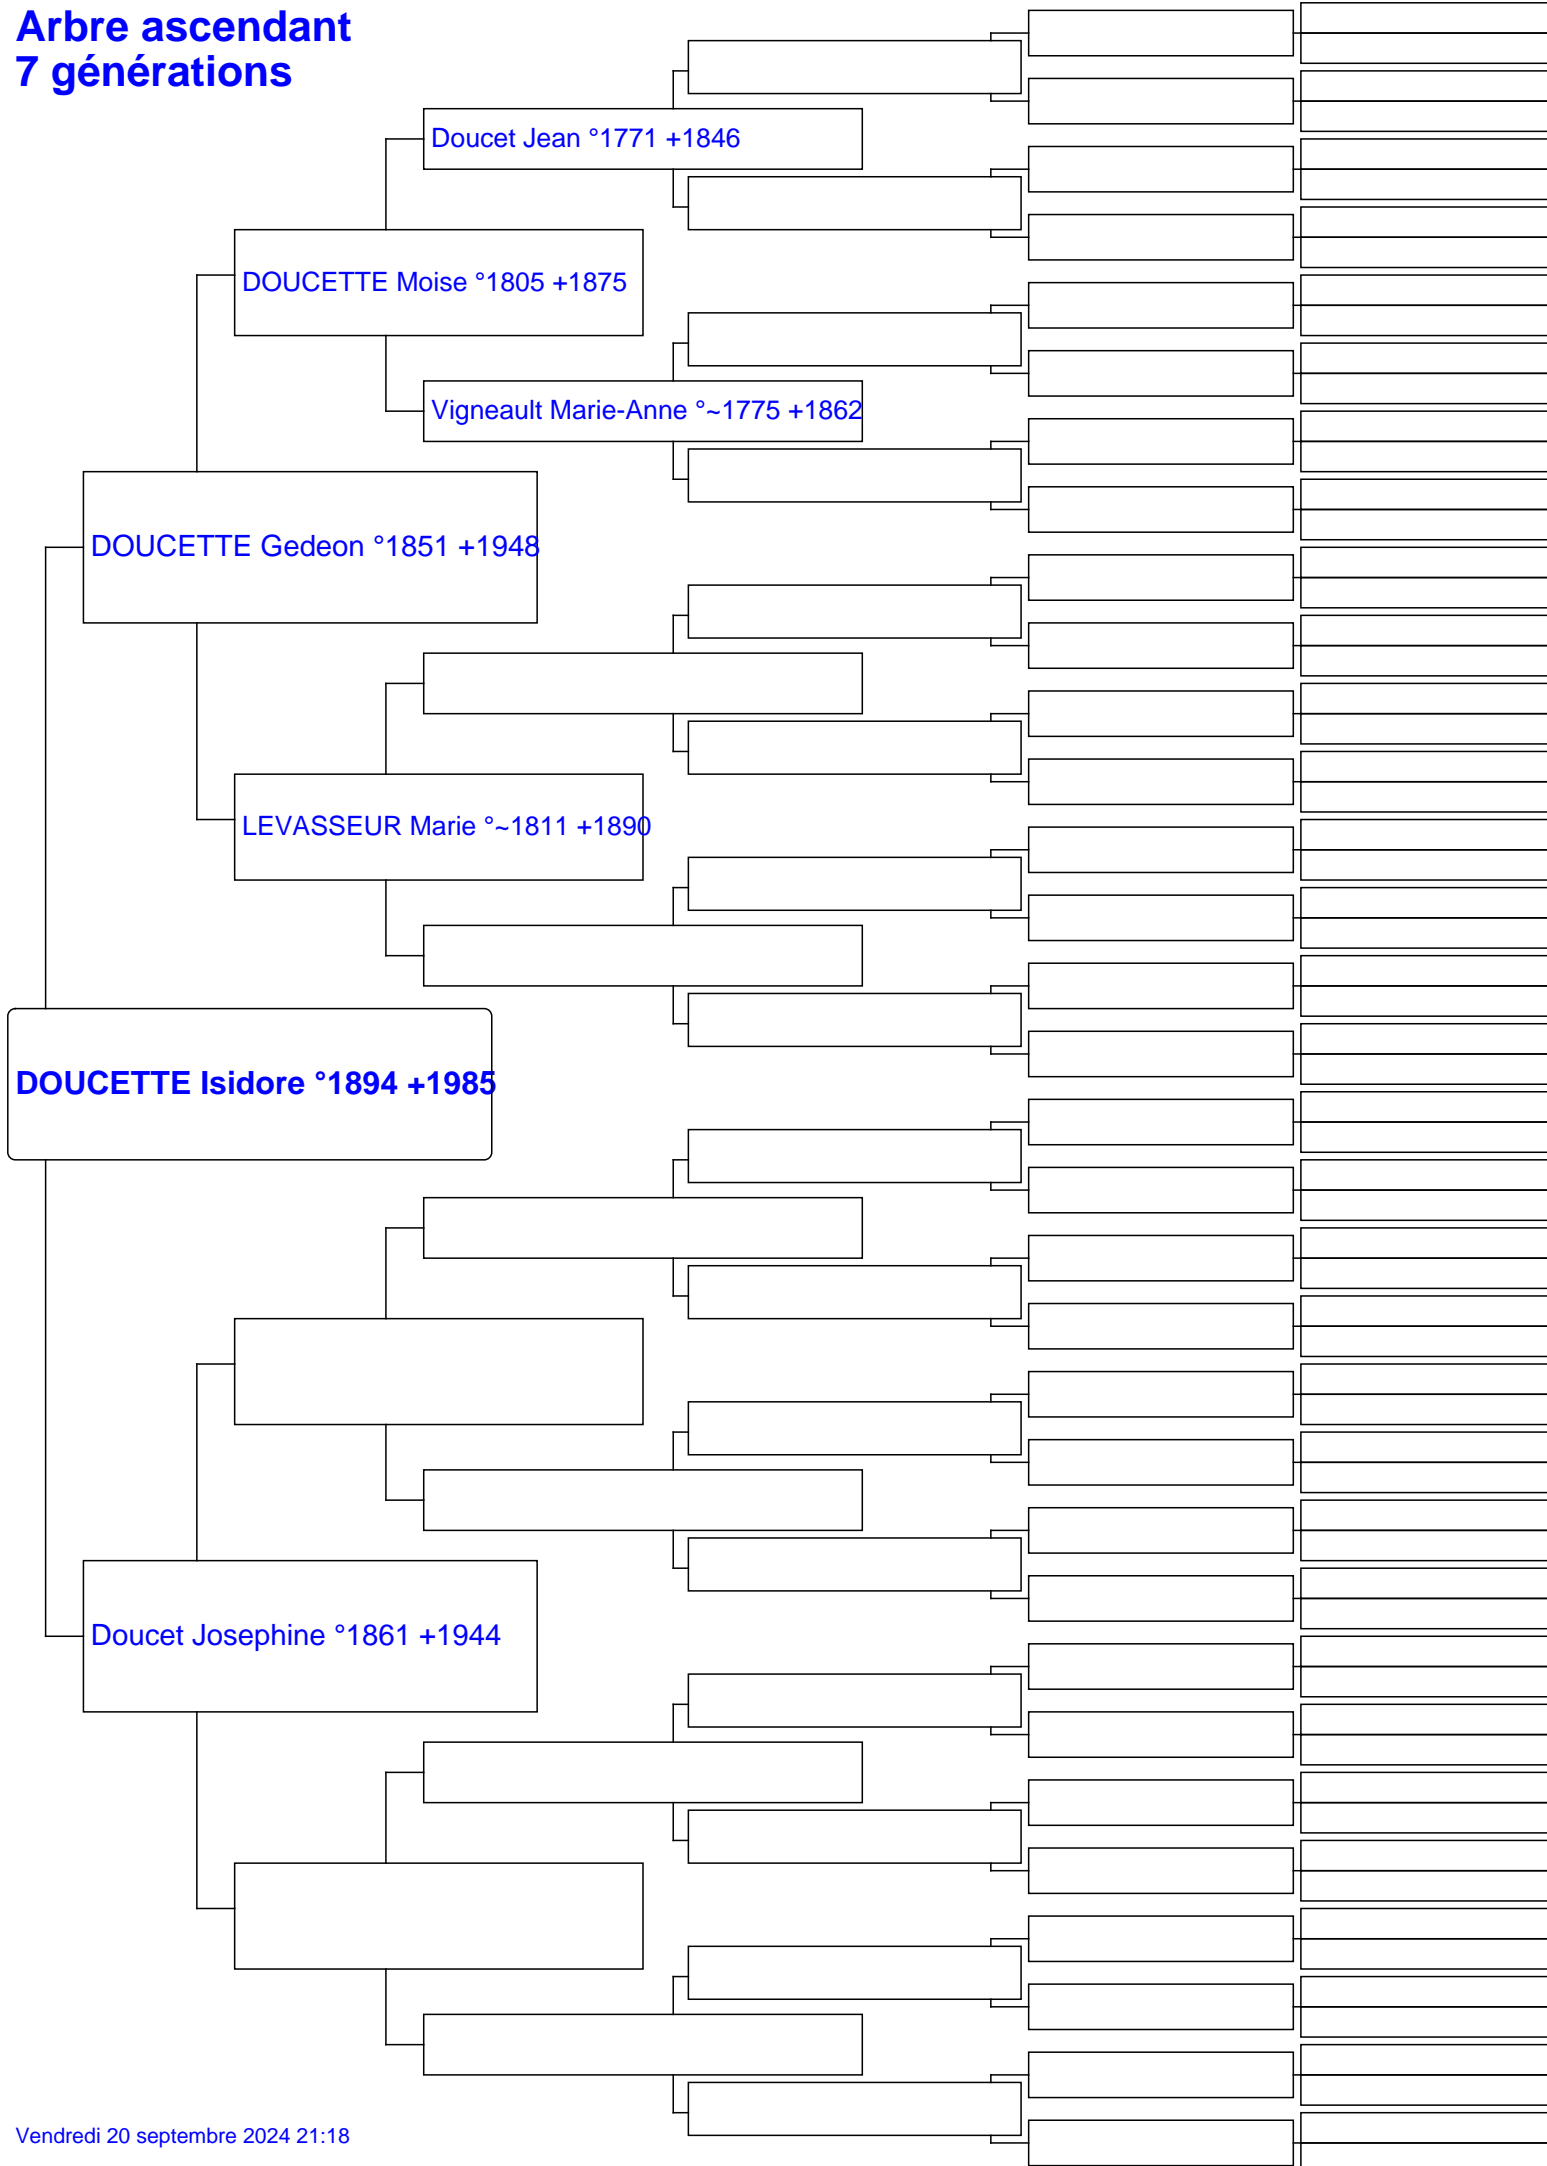 Arbre ascendant
7 générations
Doucet Jean °1771 +1846
DOUCETTE Moise °1805 +1875
Vigneault Marie-Anne °~1775 +1862
DOUCETTE Gedeon °1851 +1948
LEVASSEUR Marie °~1811 +1890
DOUCETTE Isidore °1894 +1985
Doucet Josephine °1861 +1944
Vendredi 20 septembre 2024 21:18